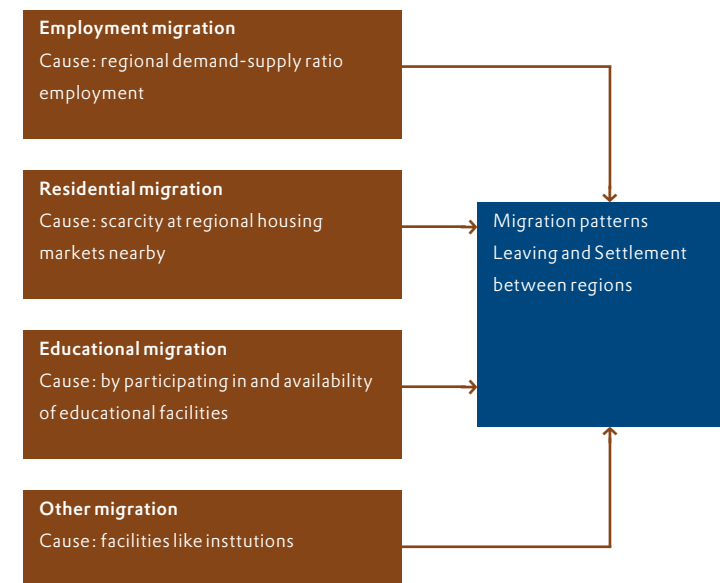 Employment migration
Cause: regional demand-supply ratio
employment
Residential migration
Cause: scarcity at regional housing
markets nearby
Migration patterns
Leaving and Settlement
between regions
Educational migration
Cause: by participating in and availability
of educational facilities
Other migration
Cause: facilities like insttutions